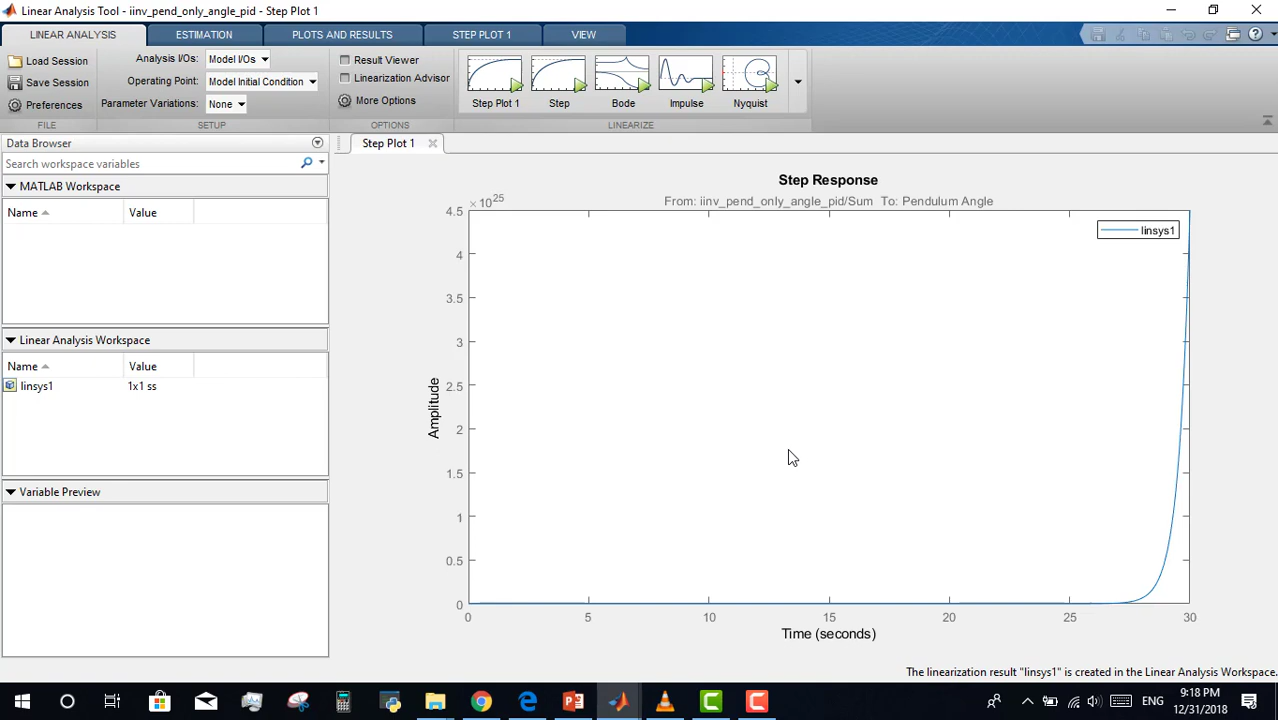 Linear Analysis Tool - iinv_pend_only_angle_pid - Step Plot 1
LINEAR ANALYSIS
ESTIMATION
PLOTS AND RESULTS
STEP PLOT 1
VIEW
Load Session
Save Session
Preferences
FILE
Analysis I/Os: Model I/Os
Operating Point: Model Initial Condition
Parameter Variations: None
SETUP
Result Viewer
Linearization Advisor
More Options
OPTIONS
Step Plot 1
Step
Bode
Impulse
Nyquist
LINEARIZE
Data Browser
Search workspace variables
MATLAB Workspace
Name Value
Linear Analysis Workspace
Name Value
linsys1 1x1 ss
Variable Preview
Step Plot 1
Step Response
From: iinv_pend_only_angle_pid/Sum To: Pendulum Angle
× 10^25
linsys1
4.5
4
3.5
3
2.5
2
1.5
1
0.5
0
Amplitude
0 5 10 15 20 25 30
Time (seconds)
The linearization result "linsys1" is created in the Linear Analysis Workspace.
ENG
9:18 PM
12/31/2018